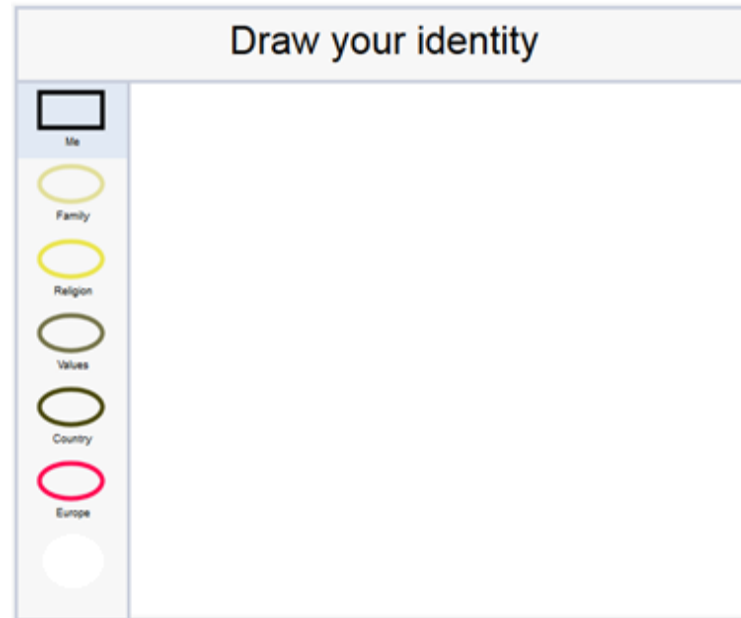 Draw your identity
Me
Family
Religion
Values
Country
Europe